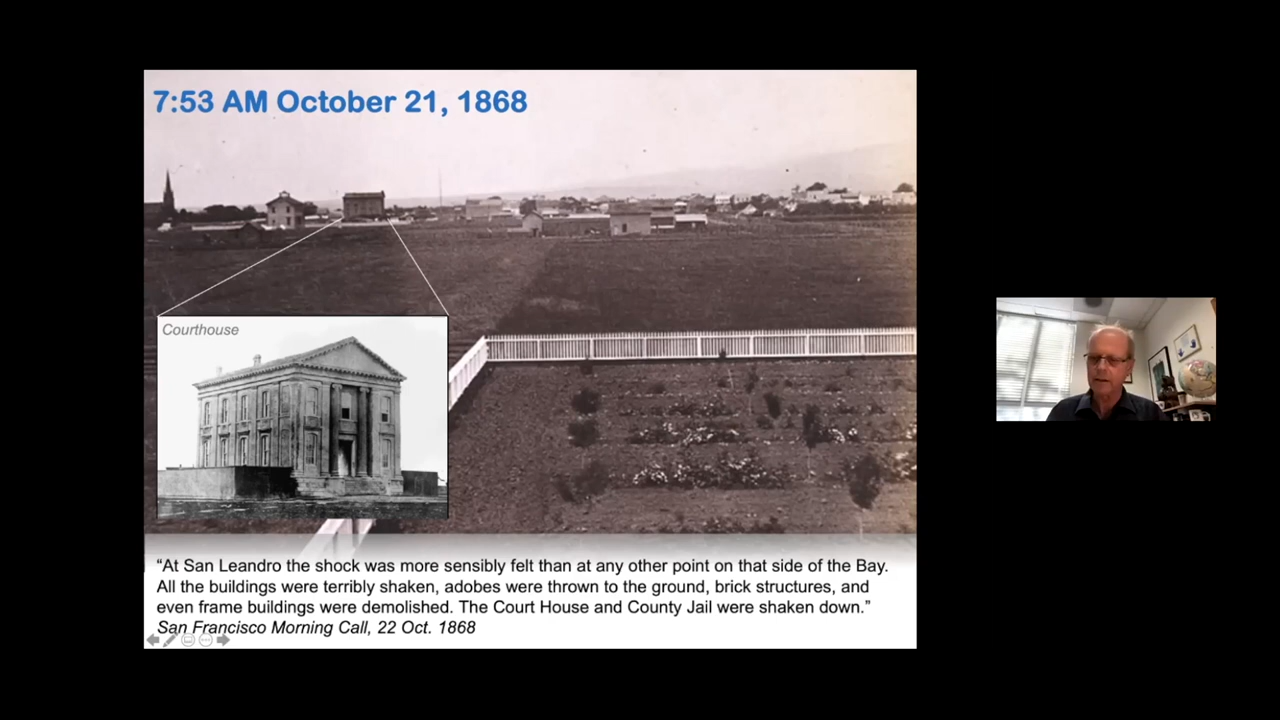 7:53 AM October 21, 1868
Courthouse
“At San Leandro the shock was more sensibly felt than at any other point on that side of the Bay.
All the buildings were terribly shaken, adobes were thrown to the ground, brick structures, and
even frame buildings were demolished. The Court House and County Jail were shaken down.”
San Francisco Morning Call, 22 Oct. 1868